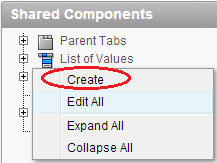 Shared Components
Parent Tabs
List of Values
Create
Edit All
Expand All
Collapse All